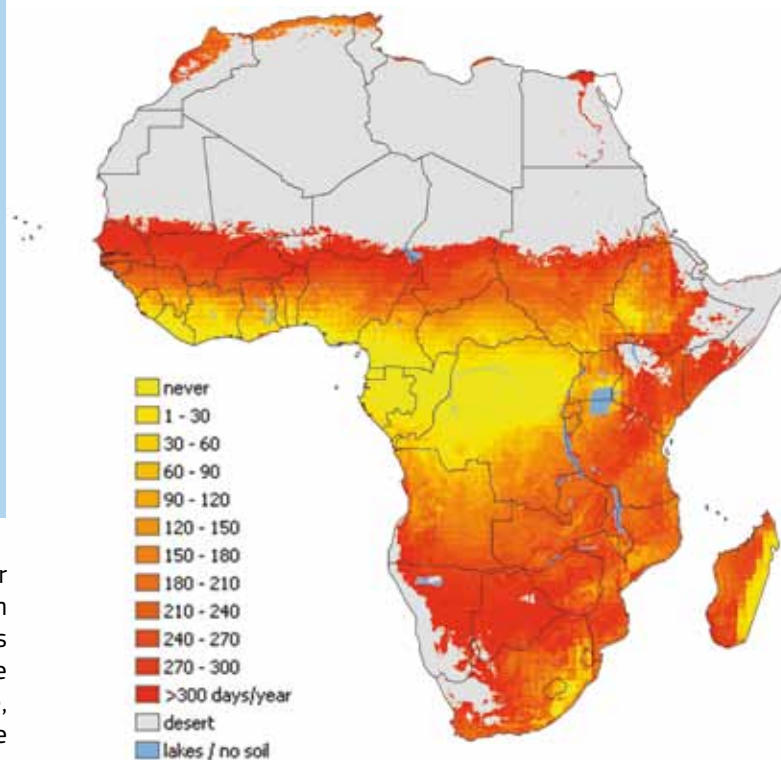 never
1 - 30
30 - 60
60 - 90
90 - 120
120 - 150
150 - 180
180 - 210
210 - 240
240 - 270
270 - 300
>300 days/year
desert
lakes / no soil
r
n
s
e
,
e